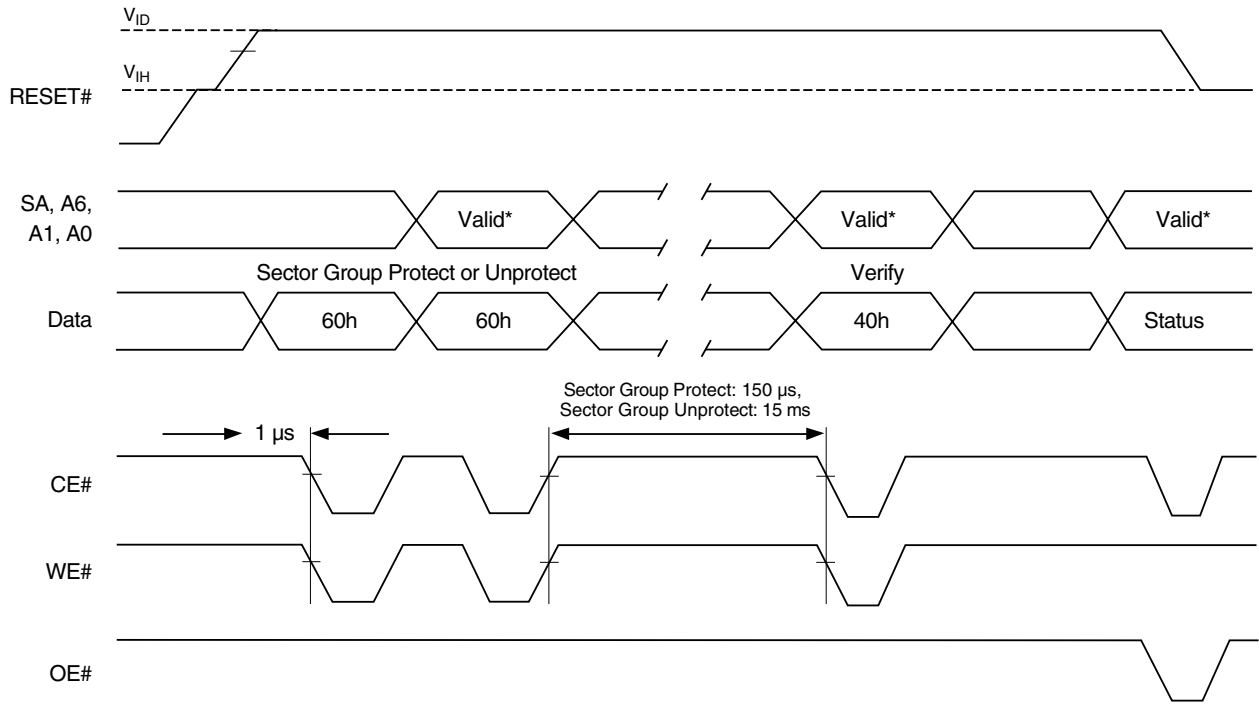 VID
VIH
RESET#
SA, A6,
A1, A0
Valid*
Valid*
Valid*
Sector Group Protect or Unprotect
Verify
Data
60h
60h
40h
Status
Sector Group Protect: 150 µs,
Sector Group Unprotect: 15 ms
1 µs
CE#
WE#
OE#